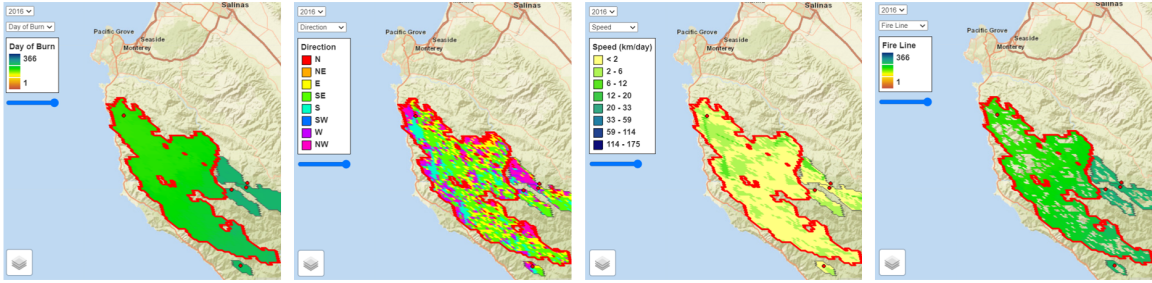 2016
Day of Burn
Day of Burn
366
1
Salinas
Pacific Grove
Seaside
Monterey
2016
Direction
Direction
N
NE
E
SE
S
SW
W
NW
Salinas
Pacific Grove
Seaside
Monterey
2016
Speed
Speed (km/day)
< 2
2 - 6
6 - 12
12 - 20
20 - 33
33 - 59
59 - 114
114 - 175
Salinas
Pacific Grove
Seaside
Monterey
2016
Fire Line
Fire Line
366
1
Salinas
Pacific Grove
Seaside
Monterey